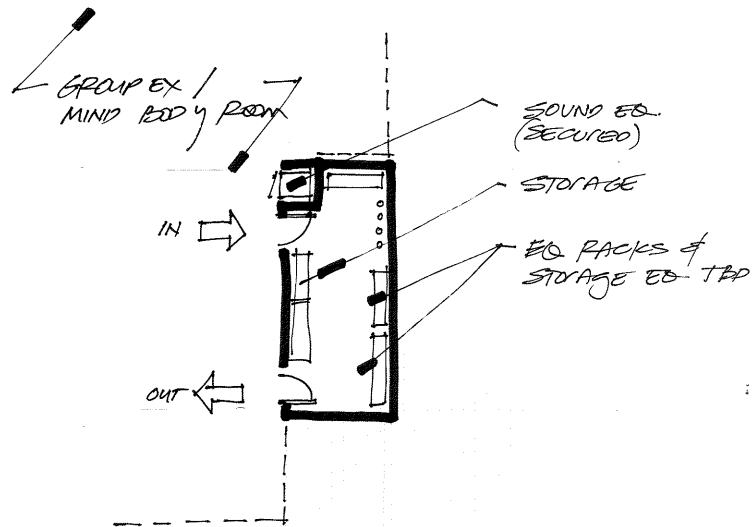 GROUP EX /
MIND BODY ROOM
SOUND EQ.
(SECURED)
STORAGE
IN
EQ RACKS &
STORAGE EQ TBD
OUT